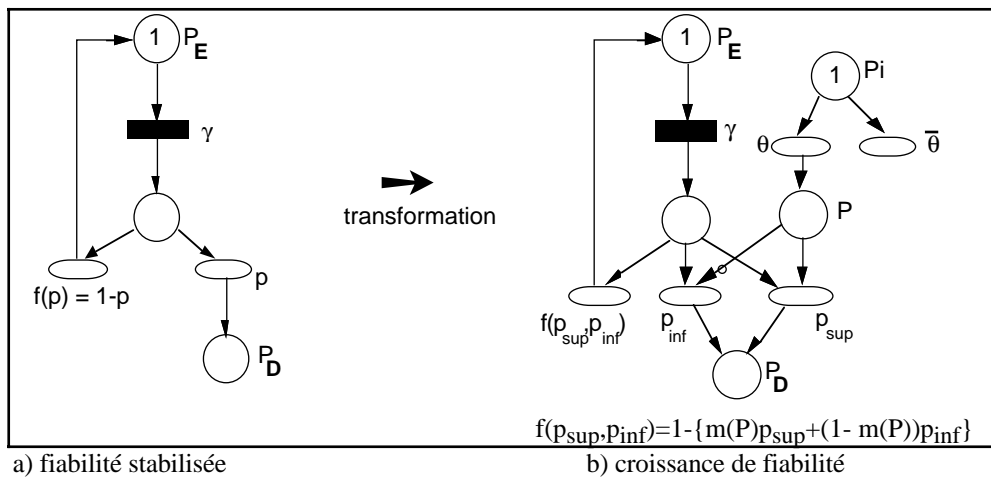 1 P_E
γ
f(p) = 1-p
p
P_D
transformation
1 P_E
1 Pi
γ
θ
θ̅
P
f(p_sup,p_inf)
p_inf
p_sup
P_D
f(p_sup,p_inf)=1-{m(P)p_sup+(1- m(P))p_inf}
a) fiabilité stabilisée
b) croissance de fiabilité